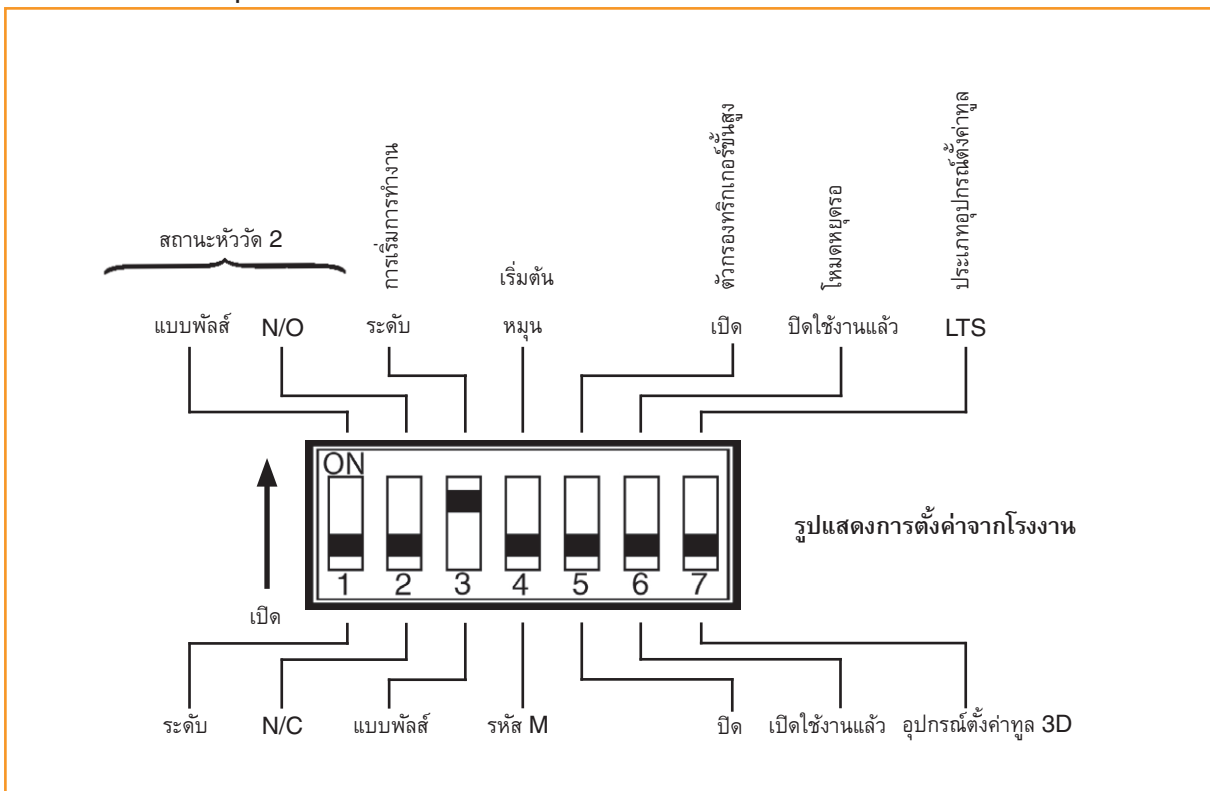 สถานะหัววัด 2
การเริ่มการทำงาน
เริ่มต้น
ตัวกรองทริกเกอร์ขั้นสูง
โหมดหยุดรอ
ประเภทอุปกรณ์ตั้งค่าทูล
แบบพัลส์ N/O ระดับ หมุน เปิด ปิดใช้งานแล้ว LTS
ON
1 2 3 4 5 6 7
เปิด
รูปแสดงการตั้งค่าจากโรงงาน
ระดับ N/C แบบพัลส์ รหัส M ปิด เปิดใช้งานแล้ว อุปกรณ์ตั้งค่าทูล 3D